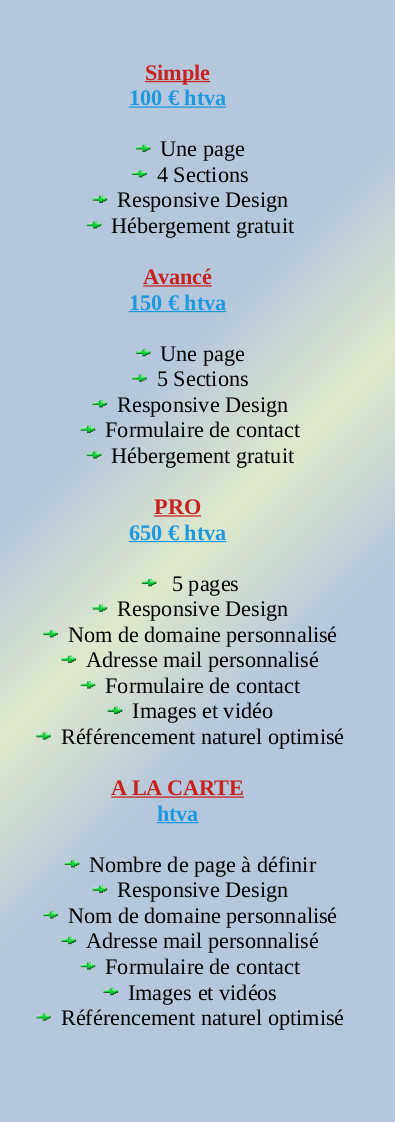 Simple
100 € htva
Une page
4 Sections
Responsive Design
Hébergement gratuit
Avancé
150 € htva
Une page
5 Sections
Responsive Design
Formulaire de contact
Hébergement gratuit
PRO
650 € htva
5 pages
Responsive Design
Nom de domaine personnalisé
Adresse mail personnalisé
Formulaire de contact
Images et vidéo
Référencement naturel optimisé
A LA CARTE
htva
Nombre de page à définir
Responsive Design
Nom de domaine personnalisé
Adresse mail personnalisé
Formulaire de contact
Images et vidéos
Référencement naturel optimisé